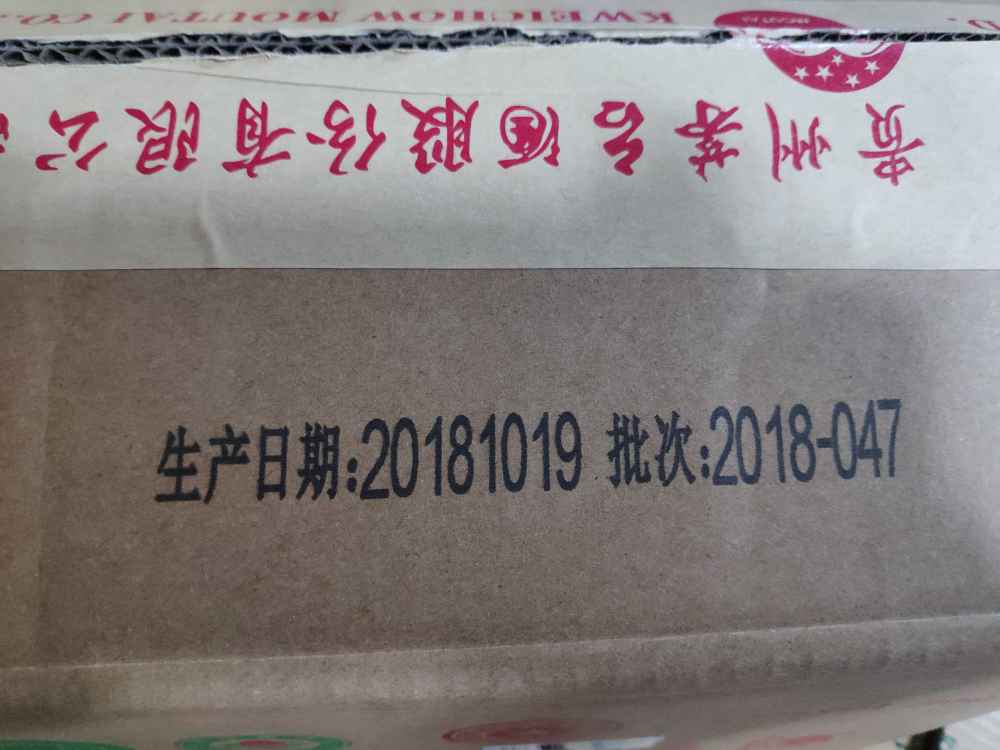 KWEICHOW MOUTAI CO.,
贵州茅台酒股份有限公
生产日期:20181019 批次:2018-047